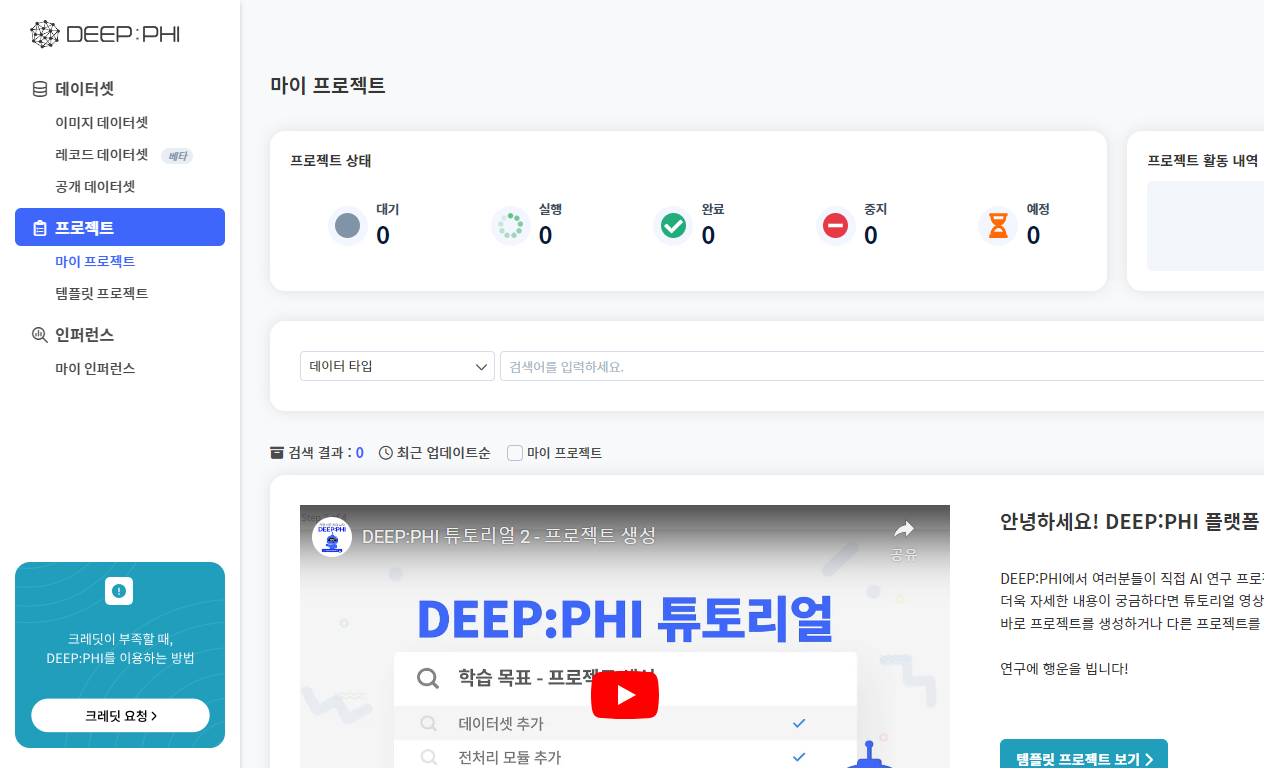 DEEP:PHI
데이터셋
이미지 데이터셋
레코드 데이터셋 베타
공개 데이터셋
프로젝트
마이 프로젝트
템플릿 프로젝트
인퍼런스
마이 인퍼런스
크레딧이 부족할 때,
DEEP:PHI를 이용하는 방법
크레딧 요청
마이 프로젝트
프로젝트 상태
대기
0
실행
0
완료
0
중지
0
예정
0
프로젝트 활동 내역
데이터 타입
검색어를 입력하세요.
검색 결과 : 0 최근 업데이트순 마이 프로젝트
DEEP:PHI
DEEP:PHI 튜토리얼 2 - 프로젝트 생성
공유
DEEP:PHI 튜토리얼
학습 목표 - 프로젝트 생성
데이터셋 추가
전처리 모듈 추가
안녕하세요! DEEP:PHI 플랫폼
DEEP:PHI에서 여러분들이 직접 AI 연구 프로
더욱 자세한 내용이 궁금하다면 튜토리얼 영상
바로 프로젝트를 생성하거나 다른 프로젝트를
연구에 행운을 빕니다!
템플릿 프로젝트 보기